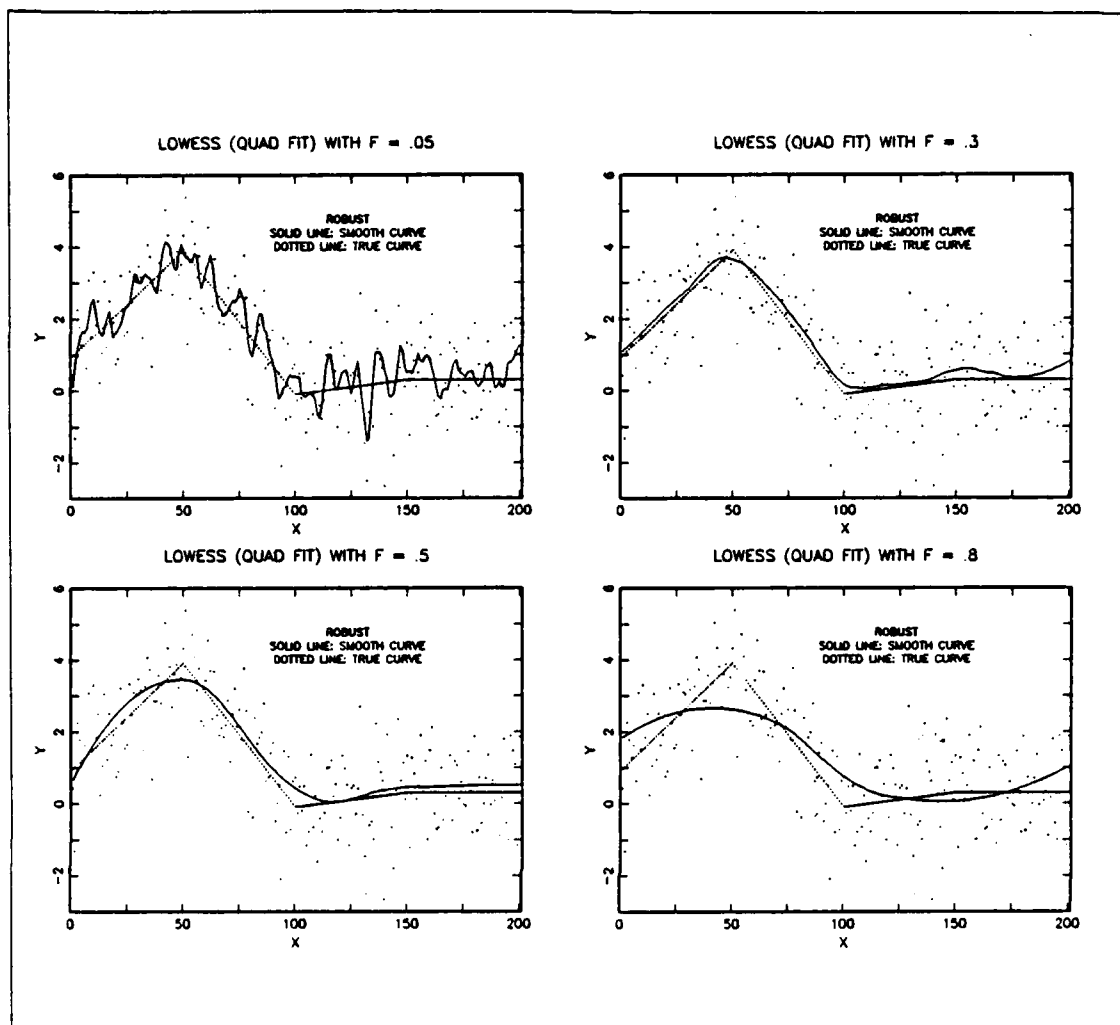 LOWESS (QUAD FIT) WITH F = .05
6
4
2
0
-2
Y
ROBUST
SOLID LINE: SMOOTH CURVE
DOTTED LINE: TRUE CURVE
0 50 100 150 200
X
LOWESS (QUAD FIT) WITH F = .3
6
4
2
0
-2
Y
ROBUST
SOLID LINE: SMOOTH CURVE
DOTTED LINE: TRUE CURVE
0 50 100 150 200
X
LOWESS (QUAD FIT) WITH F = .5
6
4
2
0
-2
Y
ROBUST
SOLID LINE: SMOOTH CURVE
DOTTED LINE: TRUE CURVE
0 50 100 150 200
X
LOWESS (QUAD FIT) WITH F = .8
6
4
2
0
-2
Y
ROBUST
SOLID LINE: SMOOTH CURVE
DOTTED LINE: TRUE CURVE
0 50 100 150 200
X